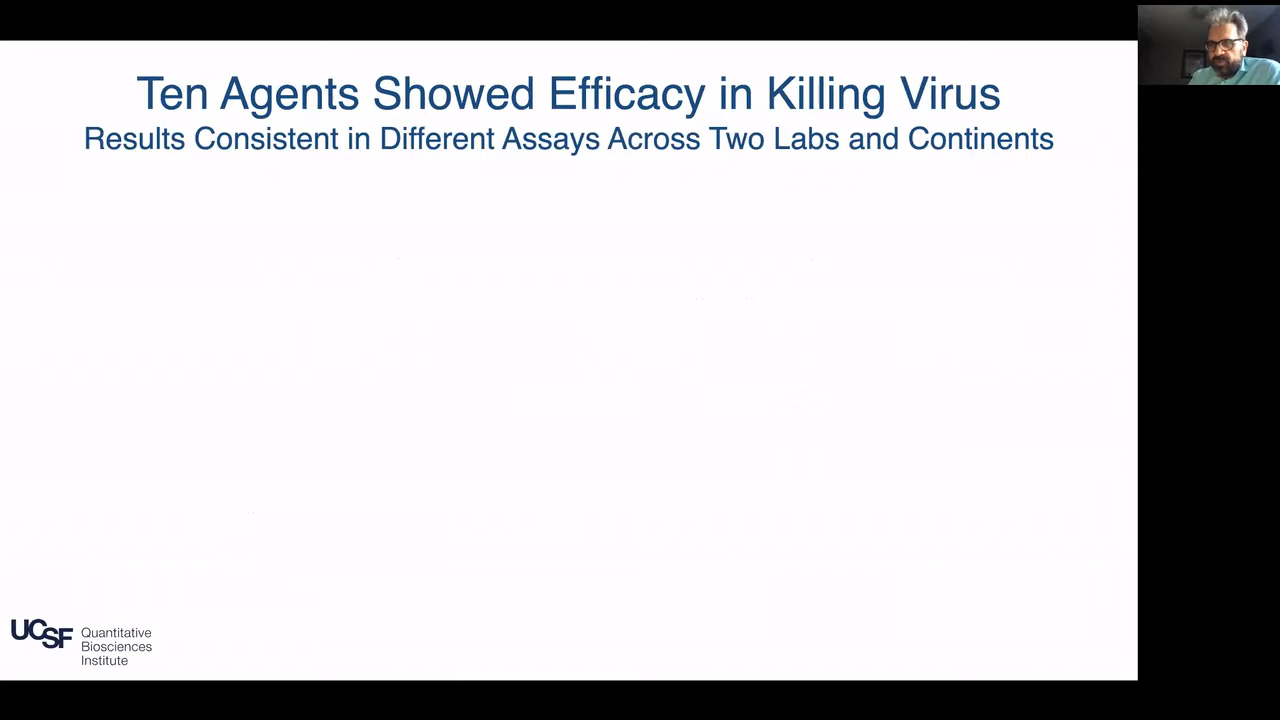 Ten Agents Showed Efficacy in Killing Virus
Results Consistent in Different Assays Across Two Labs and Continents
UCSF
Quantitative
Biosciences
Institute